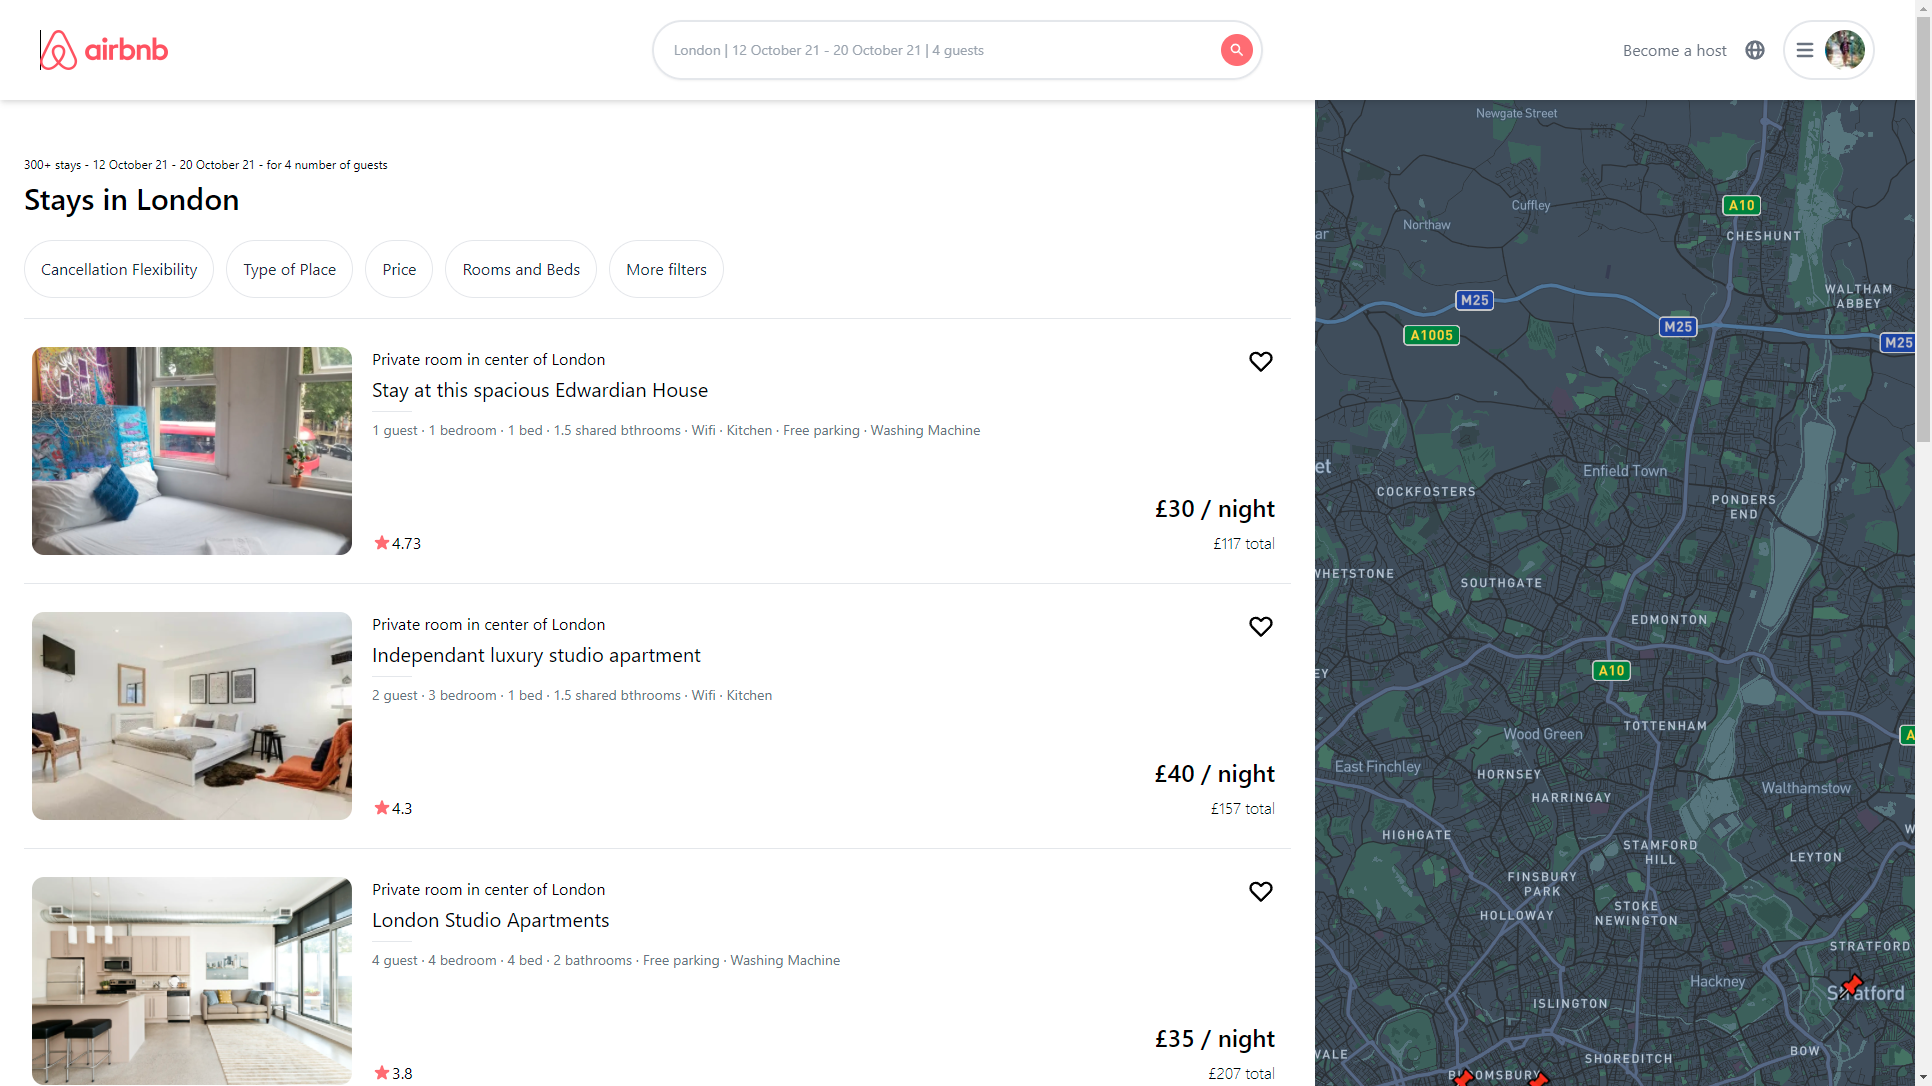 airbnb
London | 12 October 21 - 20 October 21 | 4 guests
Become a host
300+ stays - 12 October 21 - 20 October 21 - for 4 number of guests
Stays in London
Cancellation Flexibility
Type of Place
Price
Rooms and Beds
More filters
Private room in center of London
Stay at this spacious Edwardian House
1 guest · 1 bedroom · 1 bed · 1.5 shared bthrooms · Wifi · Kitchen · Free parking · Washing Machine
£30 / night
4.73
£117 total
Private room in center of London
Independant luxury studio apartment
2 guest · 3 bedroom · 1 bed · 1.5 shared bthrooms · Wifi · Kitchen
£40 / night
4.3
£157 total
Private room in center of London
London Studio Apartments
4 guest · 4 bedroom · 4 bed · 2 bathrooms · Free parking · Washing Machine
£35 / night
3.8
£207 total
Newgate Street
Cuffley
A10
Northaw
ar
CHESHUNT
WALTHAM
ABBEY
M25
M25
A1005
M25
et
Enfield Town
COCKFOSTERS
PONDERS
END
WHETSTONE
SOUTHGATE
EDMONTON
EY
A10
TOTTENHAM
Wood Green
A
East Finchley
HORNSEY
Walthamstow
HARRINGAY
HIGHGATE
W
STAMFORD
HILL
LEYTON
FINSBURY
PARK
STOKE
NEWINGTON
HOLLOWAY
STRATFORD
Hackney
Stratford
ISLINGTON
VALE
SHOREDITCH
BOW
BLOOMSBURY